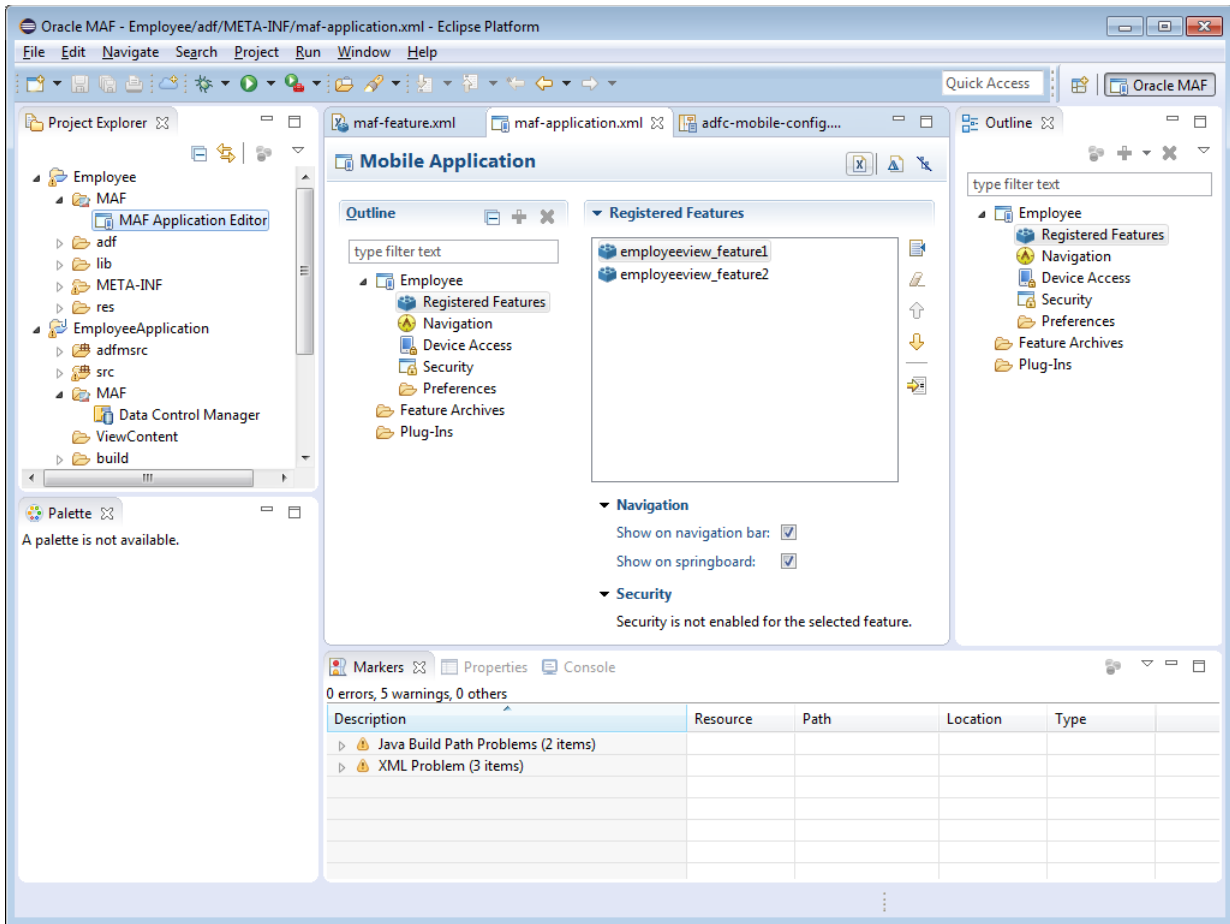 Oracle MAF - Employee/adf/META-INF/maf-application.xml - Eclipse Platform
File Edit Navigate Search Project Run Window Help
Quick Access
Oracle MAF
Project Explorer
Employee
MAF
MAF Application Editor
adf
lib
META-INF
res
EmployeeApplication
adfmsrc
src
MAF
Data Control Manager
ViewContent
build
Palette
A palette is not available.
maf-feature.xml
maf-application.xml
adfc-mobile-config....
Mobile Application
Outline
type filter text
Employee
Registered Features
Navigation
Device Access
Security
Preferences
Feature Archives
Plug-Ins
Registered Features
employeeview_feature1
employeeview_feature2
Navigation
Show on navigation bar:
Show on springboard:
Security
Security is not enabled for the selected feature.
Outline
type filter text
Employee
Registered Features
Navigation
Device Access
Security
Preferences
Feature Archives
Plug-Ins
Markers Properties Console
0 errors, 5 warnings, 0 others
Description Resource Path Location Type
Java Build Path Problems (2 items)
XML Problem (3 items)